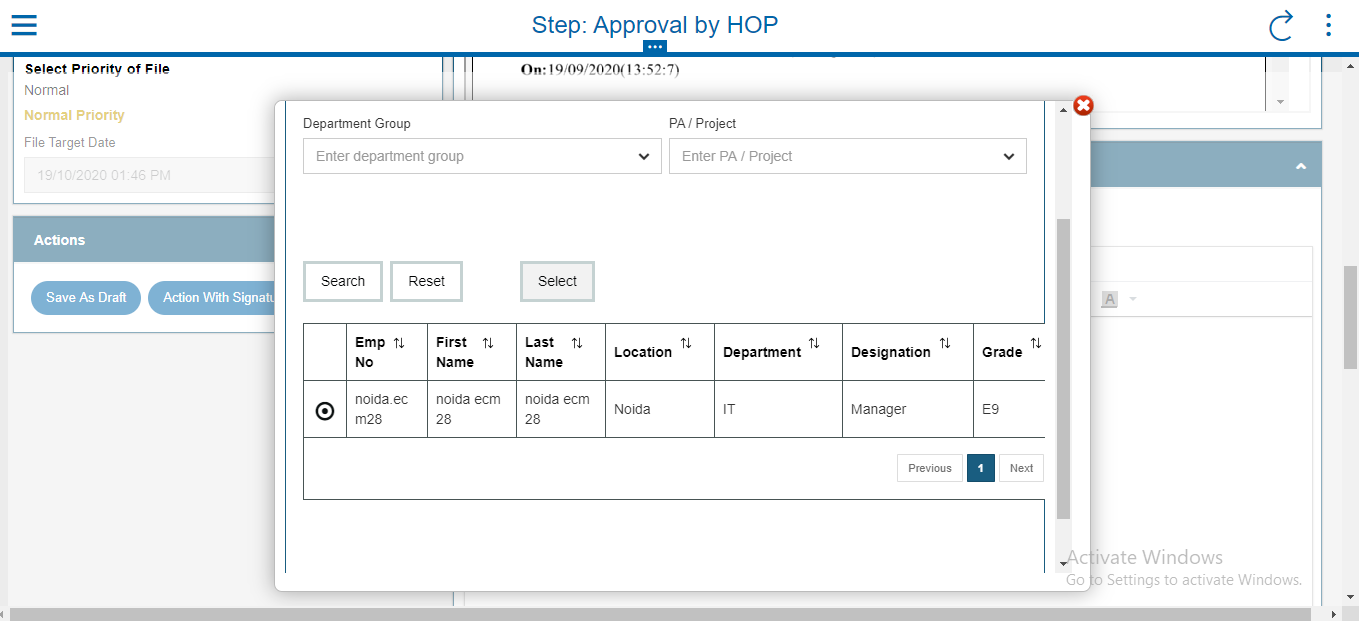 Step: Approval by HOP
Select Priority of File
Normal
Normal Priority
File Target Date
19/10/2020 01:46 PM
On:19/09/2020(13:52:7)
Actions
Save As Draft
Action With Signatu
Department Group
PA / Project
Enter department group
Enter PA / Project
Search
Reset
Select
Emp No
First Name
Last Name
Location
Department
Designation
Grade
noida.ecm28
noida ecm 28
noida ecm 28
Noida
IT
Manager
E9
Previous
1
Next
A
Activate Windows
Go to Settings to activate Windows.